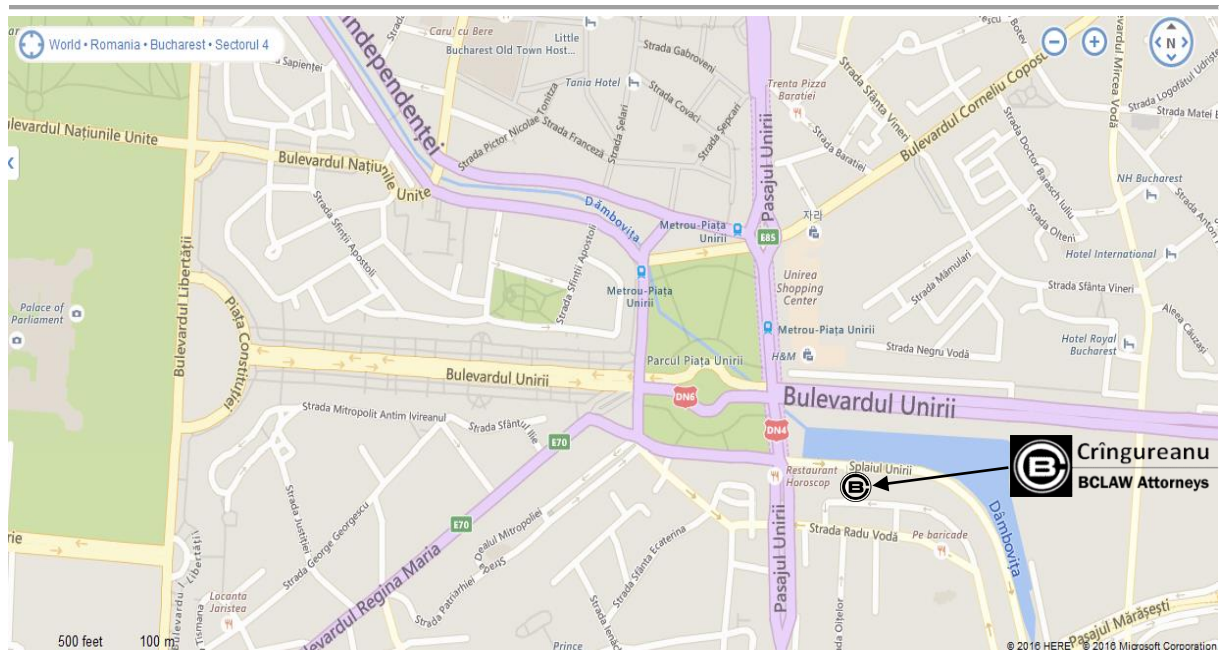 World • Romania • Bucharest • Sectorul 4
Independenței
Caru' cu Bere
Little
Bucharest Old Town Host...
Strada Gabroveni
Tania Hotel
Trenta Pizza
Baratiei
Strada Sfânta Vineri
Bulevardul Corneliu Coposu
Bulevardul Mircea Vodă
Strada Logofătul Udriște
Strada Matei
Sapienței
Strada Pictor Nicolae Tonitza
Strada Franceză
Strada Șelari
Strada Covaci
Strada Șepcari
Pasajul Unirii
Strada Baratiei
Strada Doctor Barasch Iuliu
NH Bucharest
Strada Anton
Strada Olteni
Hotel International
Strada Mămulari
Strada Sfânta Vineri
Hotel Royal
Bucharest
Aleea Căuzași
Strada Negru Vodă
levardul Națiunile Unite
Bulevardul Națiunile Unite
Strada Sfinții Apostoli
Dâmbovița
Metrou-Piața
Unirii
E85
자라
Metrou-Piața
Unirii
Unirea
Shopping
Center
Metrou-Piața Unirii
H&M
Strada Sfinții Apostoli
Palace of
Parliament
Bulevardul Libertății
Piața Constituției
Bulevardul Unirii
Parcul Piața Unirii
DN6
Bulevardul Unirii
DN4
Strada Mitropolit Antim Ivireanul
Strada Sfântul Ilie
E70
Restaurant
Horoscop
Splaiul Unirii
B
B
Crîngureanu
BCLAW Attorneys
Strada Justiției
Strada George Georgescu
E70
Bulevardul Regina Maria
Strada Dealul Mitropoliei
Strada Patriarhiei
Strada Sfânta Ecaterina
Pasajul Unirii
Strada Radu Vodă
Pe baricade
Dâmbovița
Locanta
Jaristea
Prince
Pasajul Mărășești
500 feet
100 m
© 2016 HERE © 2016 Microsoft Corporation